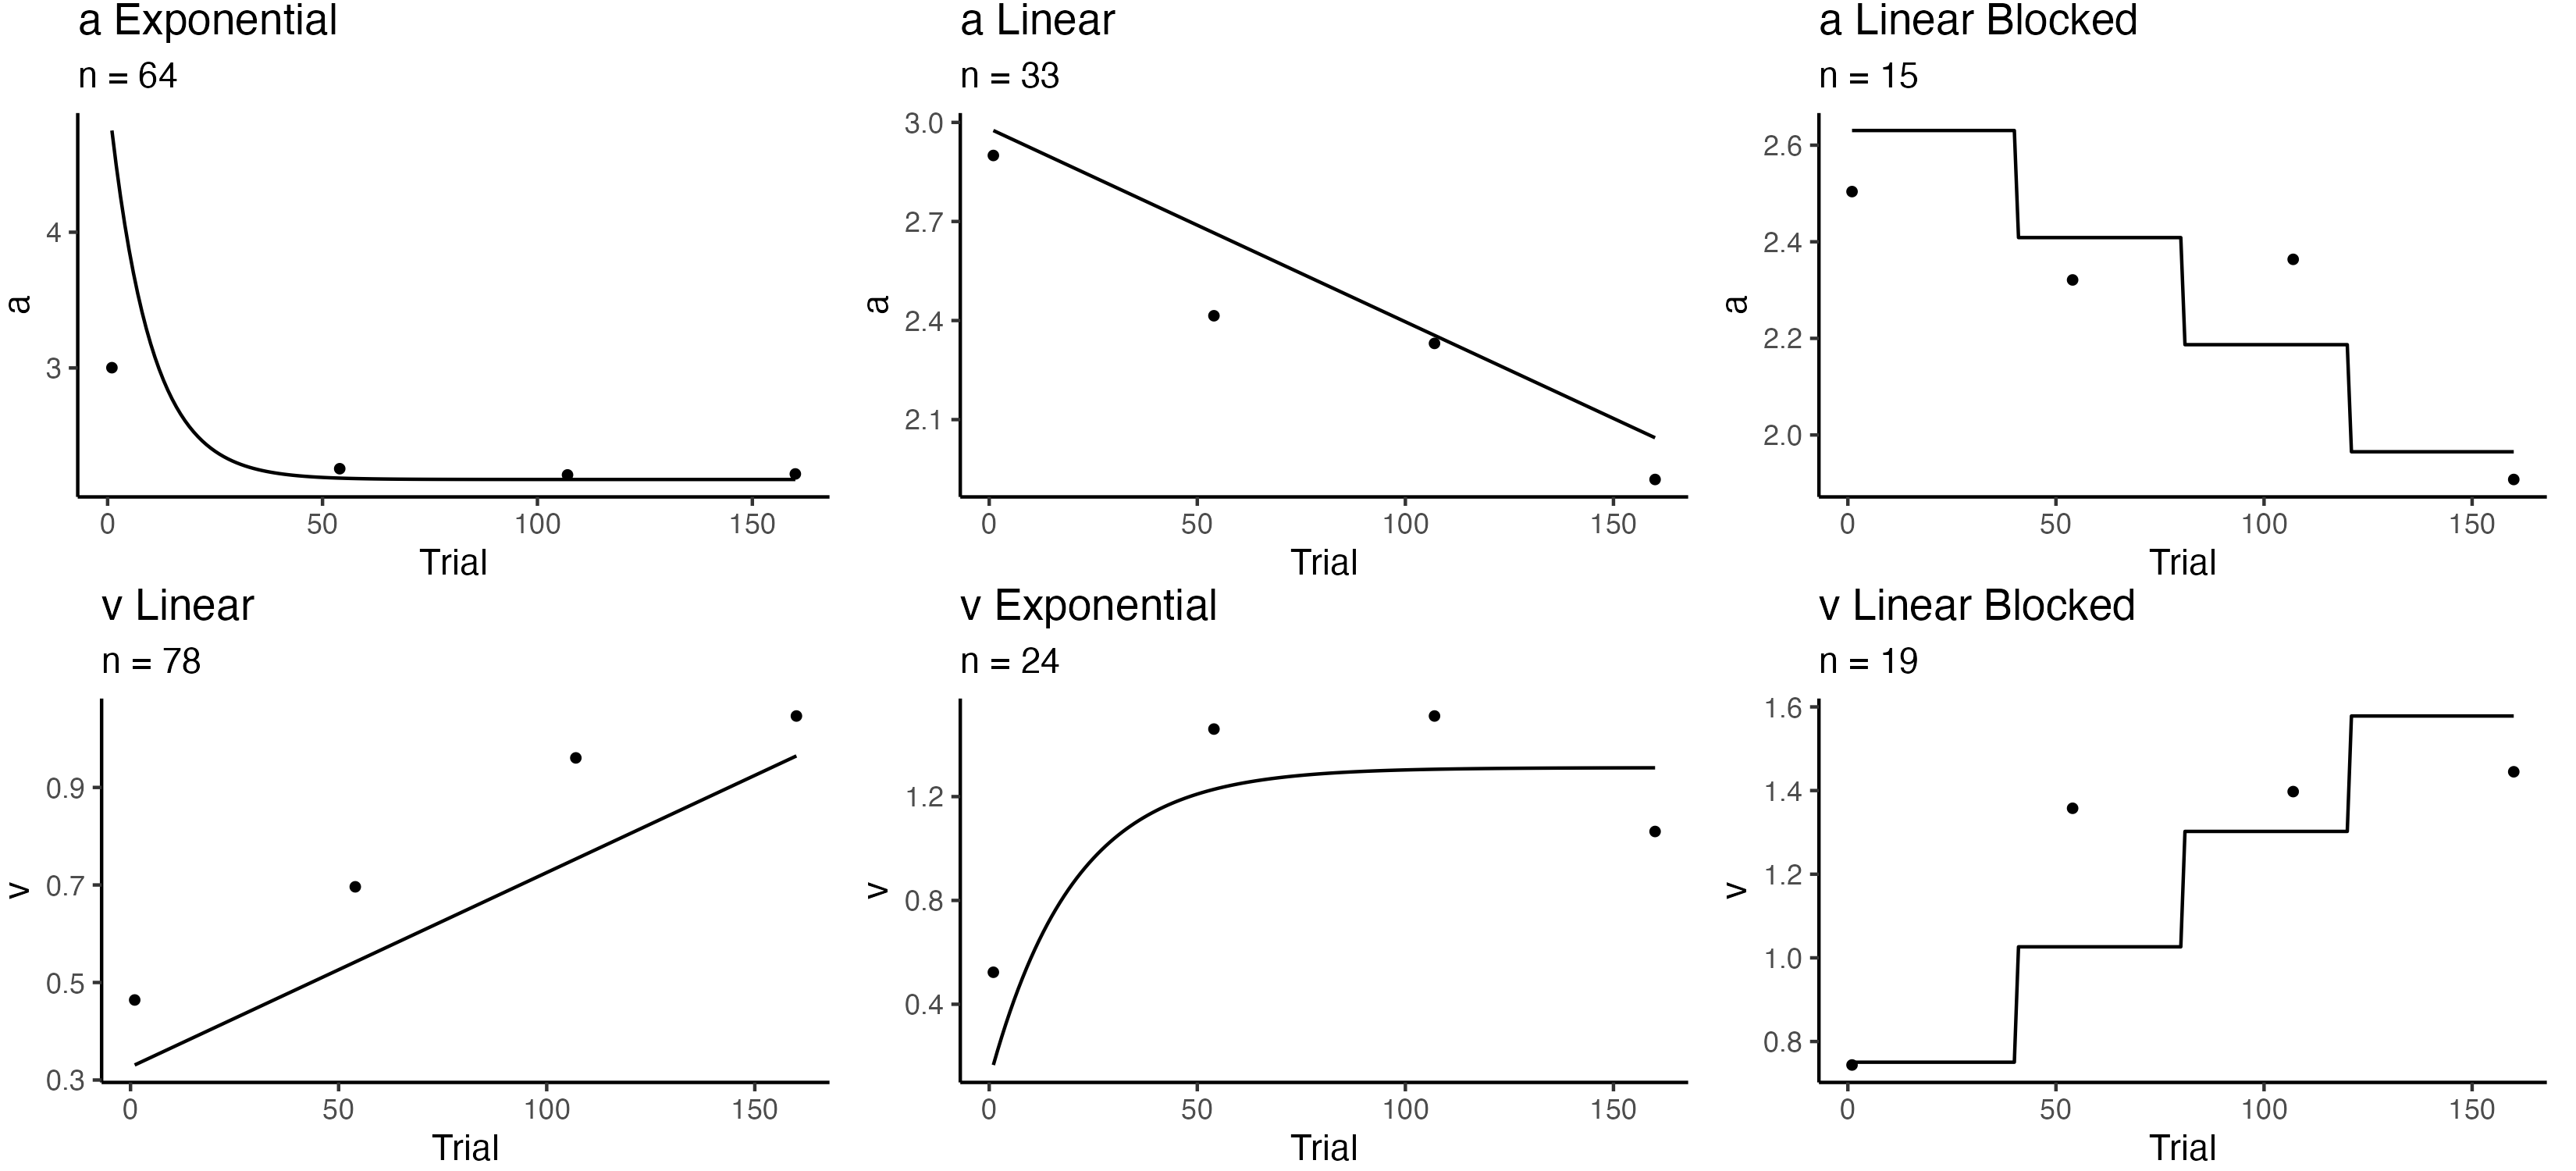 a Exponential
n = 64
4
3
a
0 50 100 150
Trial
a Linear
n = 33
3.0
2.7
2.4
2.1
a
0 50 100 150
Trial
a Linear Blocked
n = 15
2.6
2.4
2.2
2.0
a
0 50 100 150
Trial
v Linear
n = 78
0.9
0.7
0.5
0.3
v
0 50 100 150
Trial
v Exponential
n = 24
1.2
0.8
0.4
v
0 50 100 150
Trial
v Linear Blocked
n = 19
1.6
1.4
1.2
1.0
0.8
v
0 50 100 150
Trial